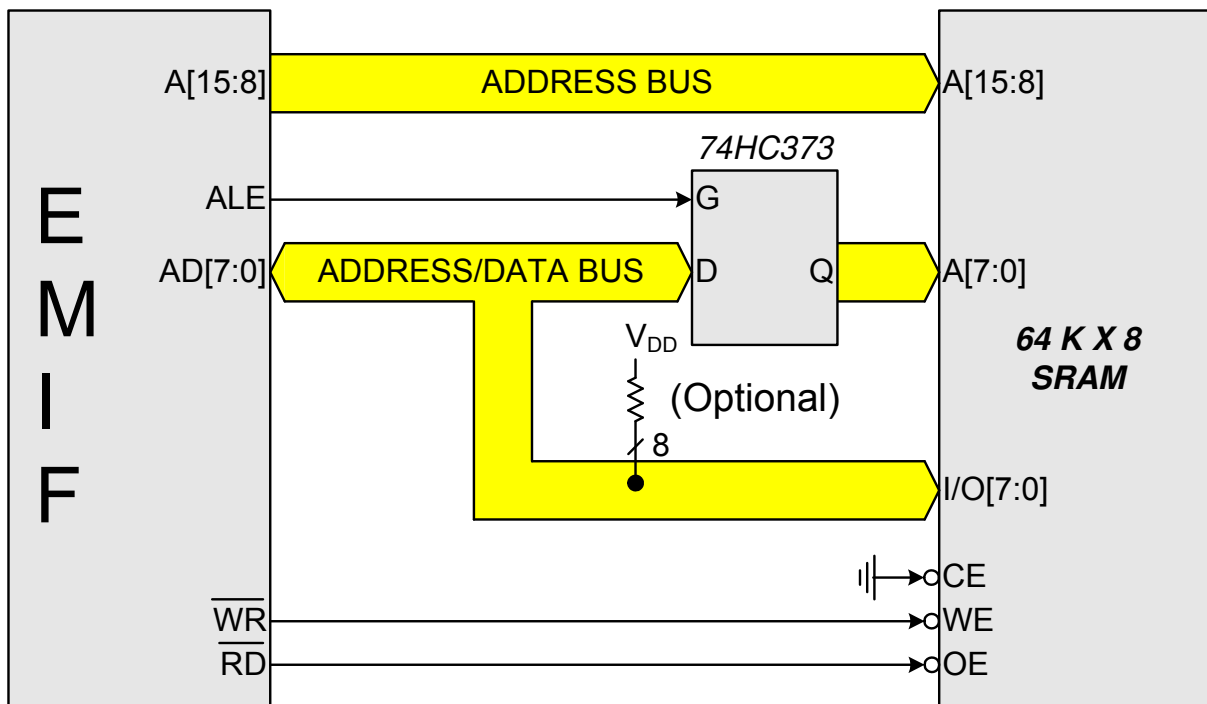 A[15:8] ADDRESS BUS A[15:8]
74HC373
ALE G
AD[7:0] ADDRESS/DATA BUS D Q A[7:0]
E
M
I
F
64 K X 8
SRAM
VDD
(Optional)
8
I/O[7:0]
CE
WR WE
RD OE